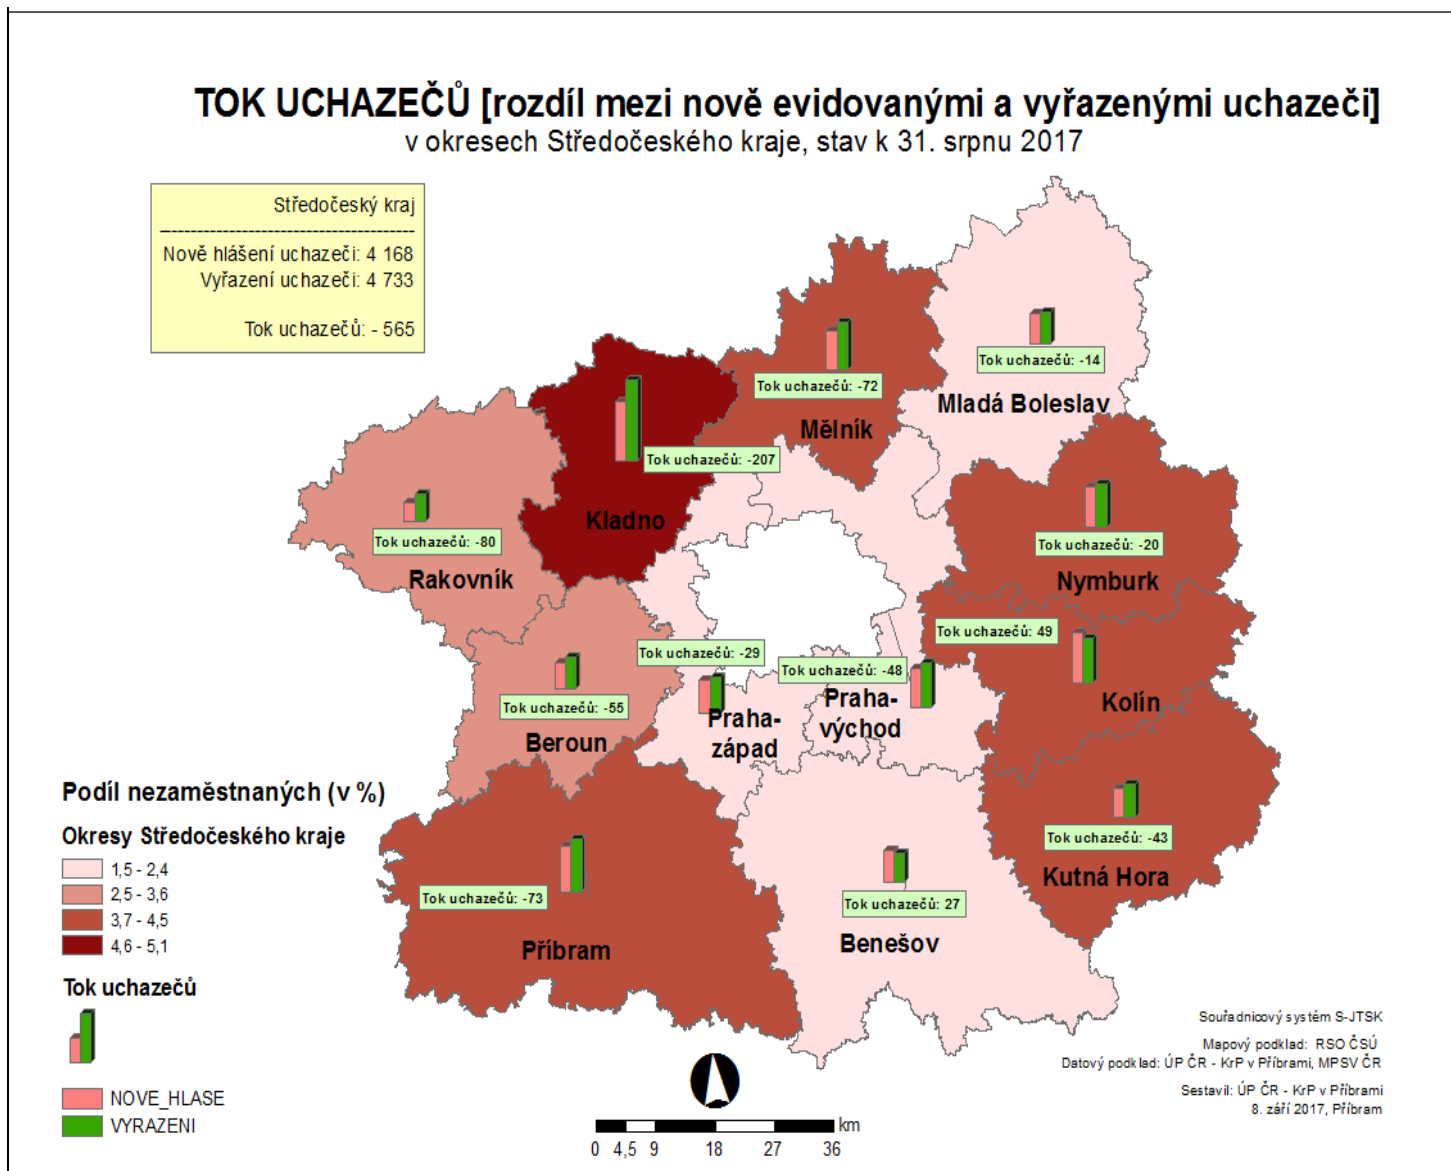 TOK UCHAZEČŮ [rozdíl mezi nově evidovanými a vyřazenými uchazeči]
v okresech Středočeského kraje, stav k 31. srpnu 2017
Středočeský kraj
----------------------------------------
Nově hlášení uchazeči: 4 168
Vyřazení uchazeči: 4 733
Tok uchazečů: - 565
Tok uchazečů: -14
Mladá Boleslav
Tok uchazečů: -72
Mělník
Tok uchazečů: -207
Kladno
Tok uchazečů: -80
Rakovník
Tok uchazečů: -20
Nymburk
Tok uchazečů: 49
Kolín
Tok uchazečů: -29
Praha-
západ
Tok uchazečů: -48
Praha-
východ
Tok uchazečů: -55
Beroun
Tok uchazečů: -43
Kutná Hora
Tok uchazečů: -73
Příbram
Tok uchazečů: 27
Benešov
Podíl nezaměstnaných (v %)
Okresy Středočeského kraje
1,5 - 2,4
2,5 - 3,6
3,7 - 4,5
4,6 - 5,1
Tok uchazečů
NOVE_HLASE
VYRAZENI
km
0 4,5 9 18 27 36
Souřadnicový systém S-JTSK
Mapový podklad: RSO ČSÚ
Datový podklad: ÚP ČR - KrP v Příbrami, MPSV ČR
Sestavil: ÚP ČR - KrP v Příbrami
8. září 2017, Příbram